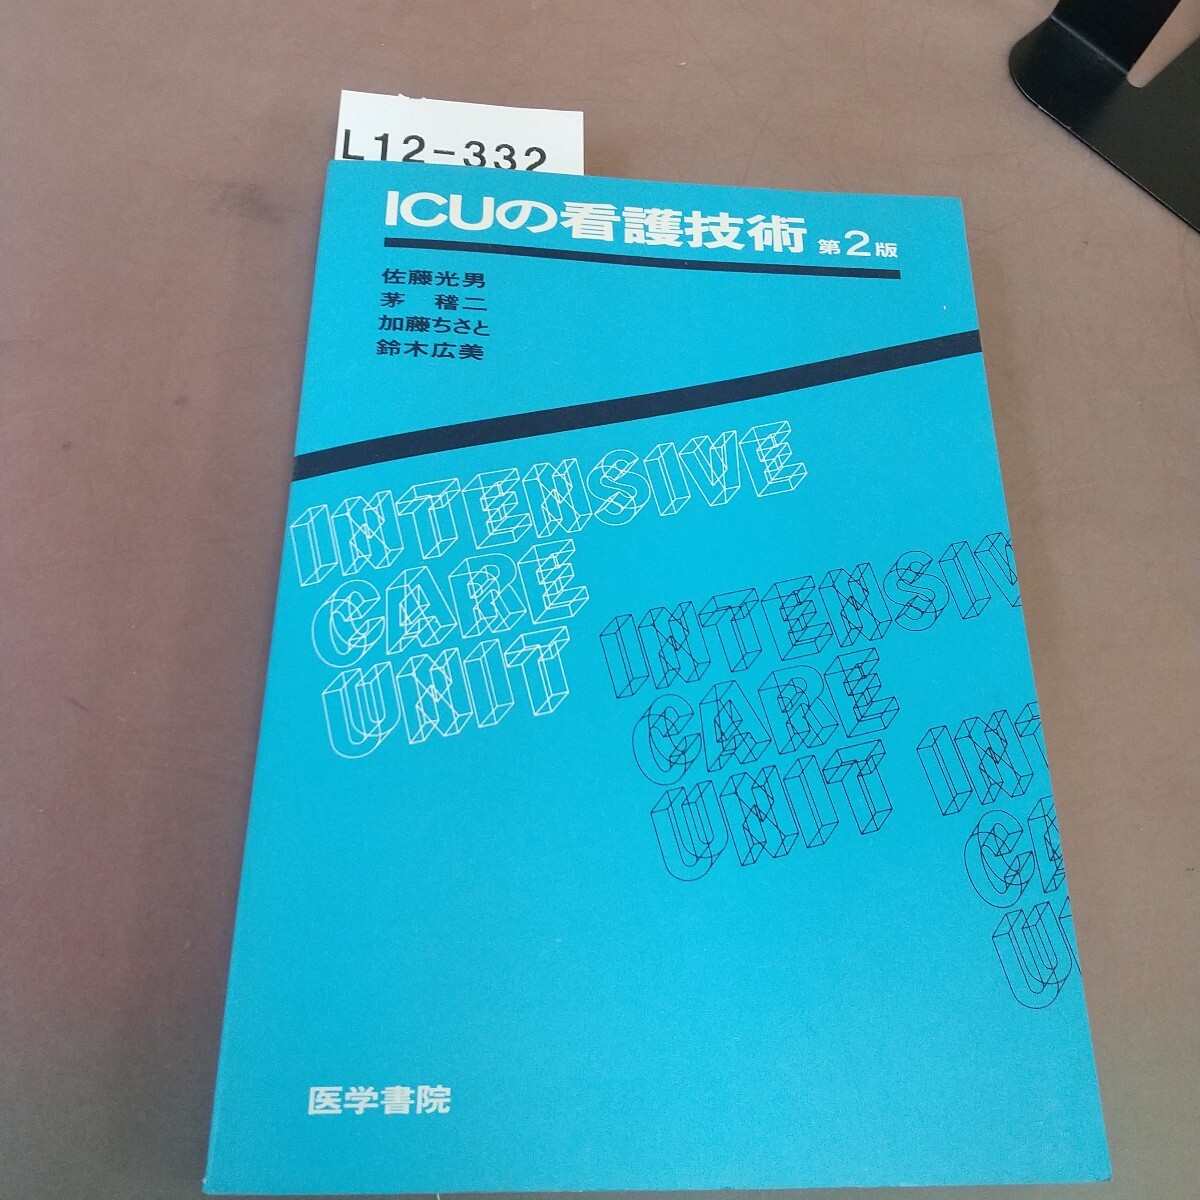 L12-332
ICUの看護技術 第2版
佐藤光男
茅 稽二
加藤ちさと
鈴木広美
INTENSIVE
CARE
UNIT
INTENSIV
CARE
UNIT
INT
CA
U
医学書院